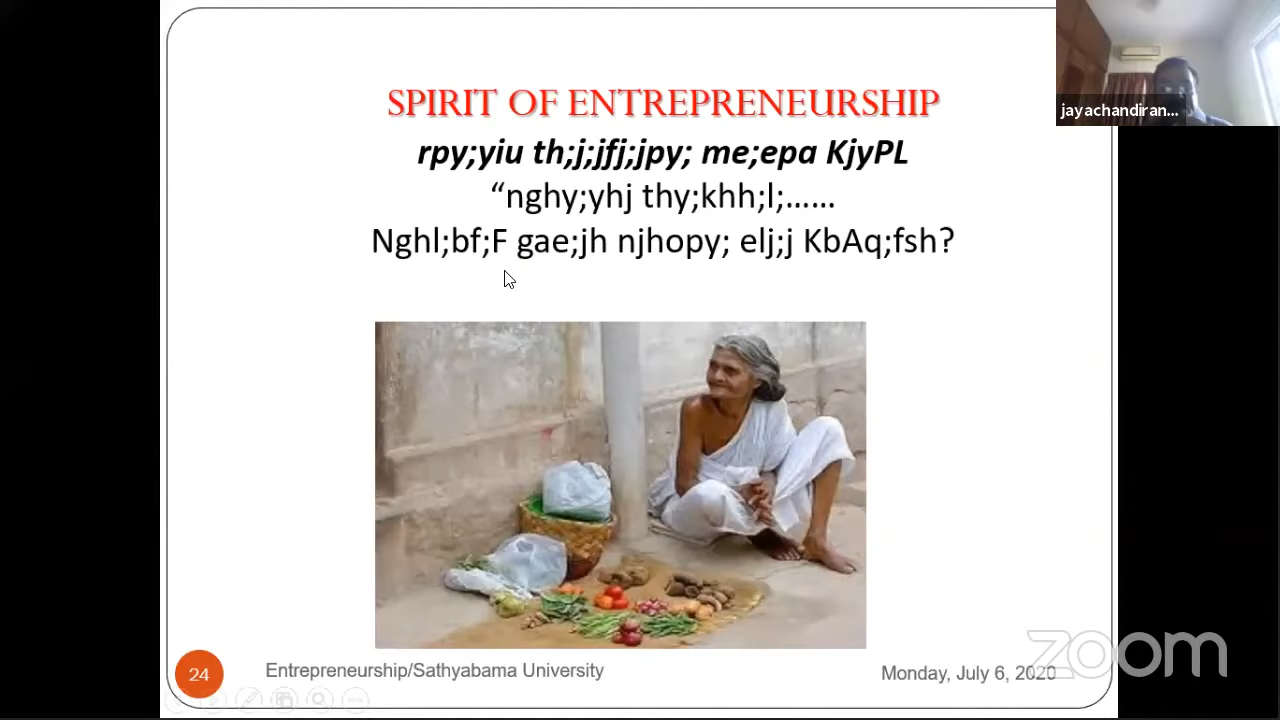 SPIRIT OF ENTREPRENEURSHIP
rpy;yiu th;j;jfj;jpy; me;epa KjyPL
“nghy;yhj thy;khh;l;……
Nghl;bf;F gae;jh njhopy; elj;j KbAq;fsh?
jayachandiran...
24
Entrepreneurship/Sathyabama University
Monday, July 6, 2020
zoom